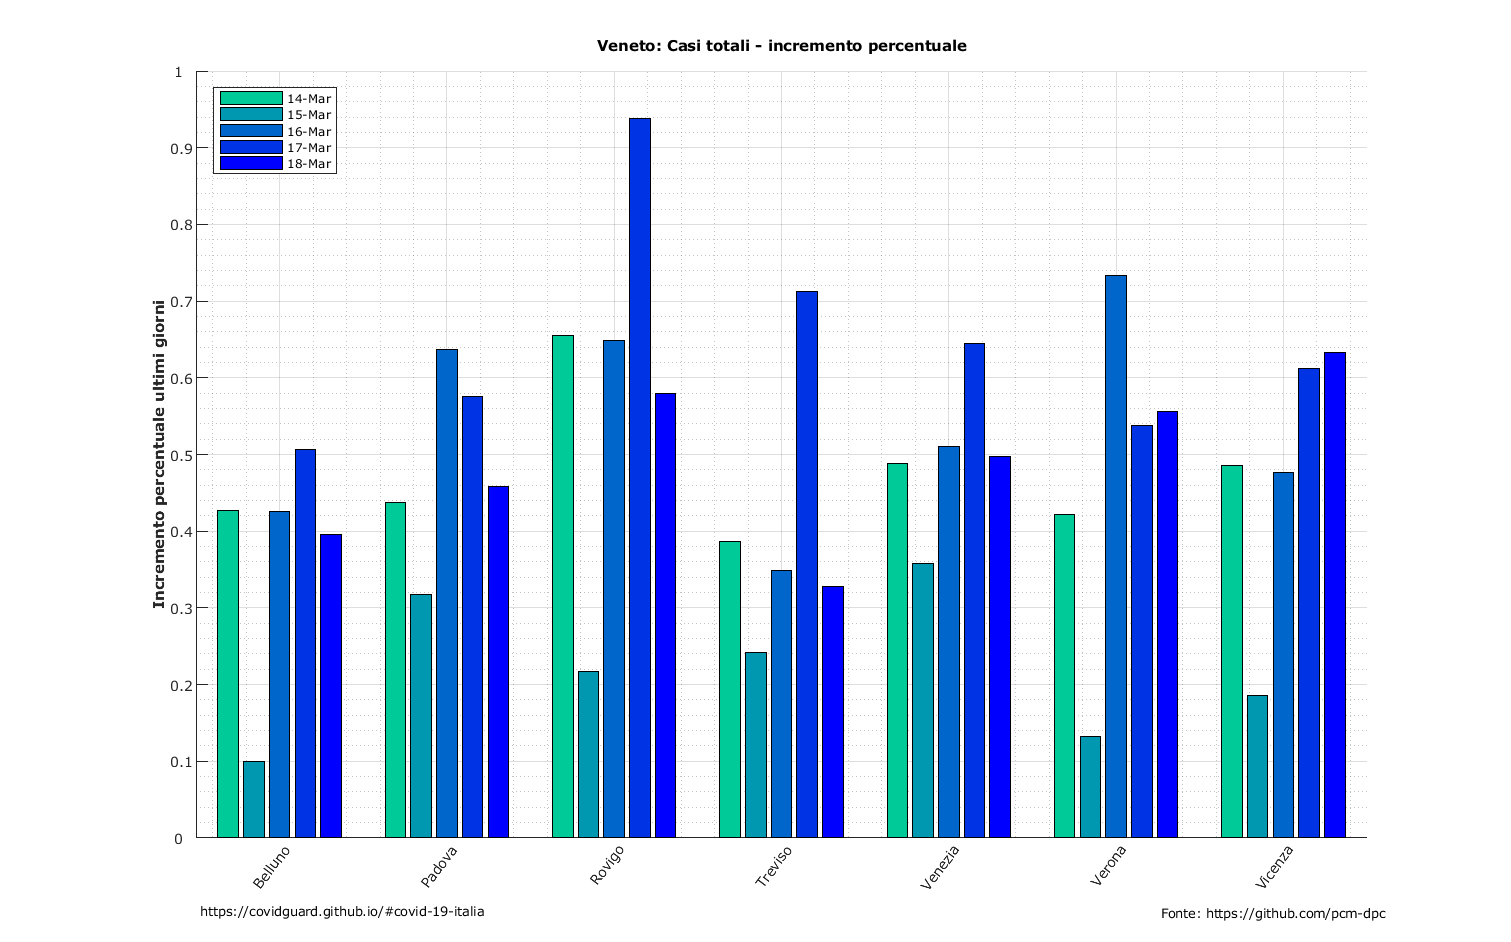 Veneto: Casi totali - incremento percentuale
Incremento percentuale ultimi giorni
1
0.9
0.8
0.7
0.6
0.5
0.4
0.3
0.2
0.1
0
14-Mar
15-Mar
16-Mar
17-Mar
18-Mar
Belluno
Padova
Rovigo
Treviso
Venezia
Verona
Vicenza
https://covidguard.github.io/#covid-19-italia
Fonte: https://github.com/pcm-dpc